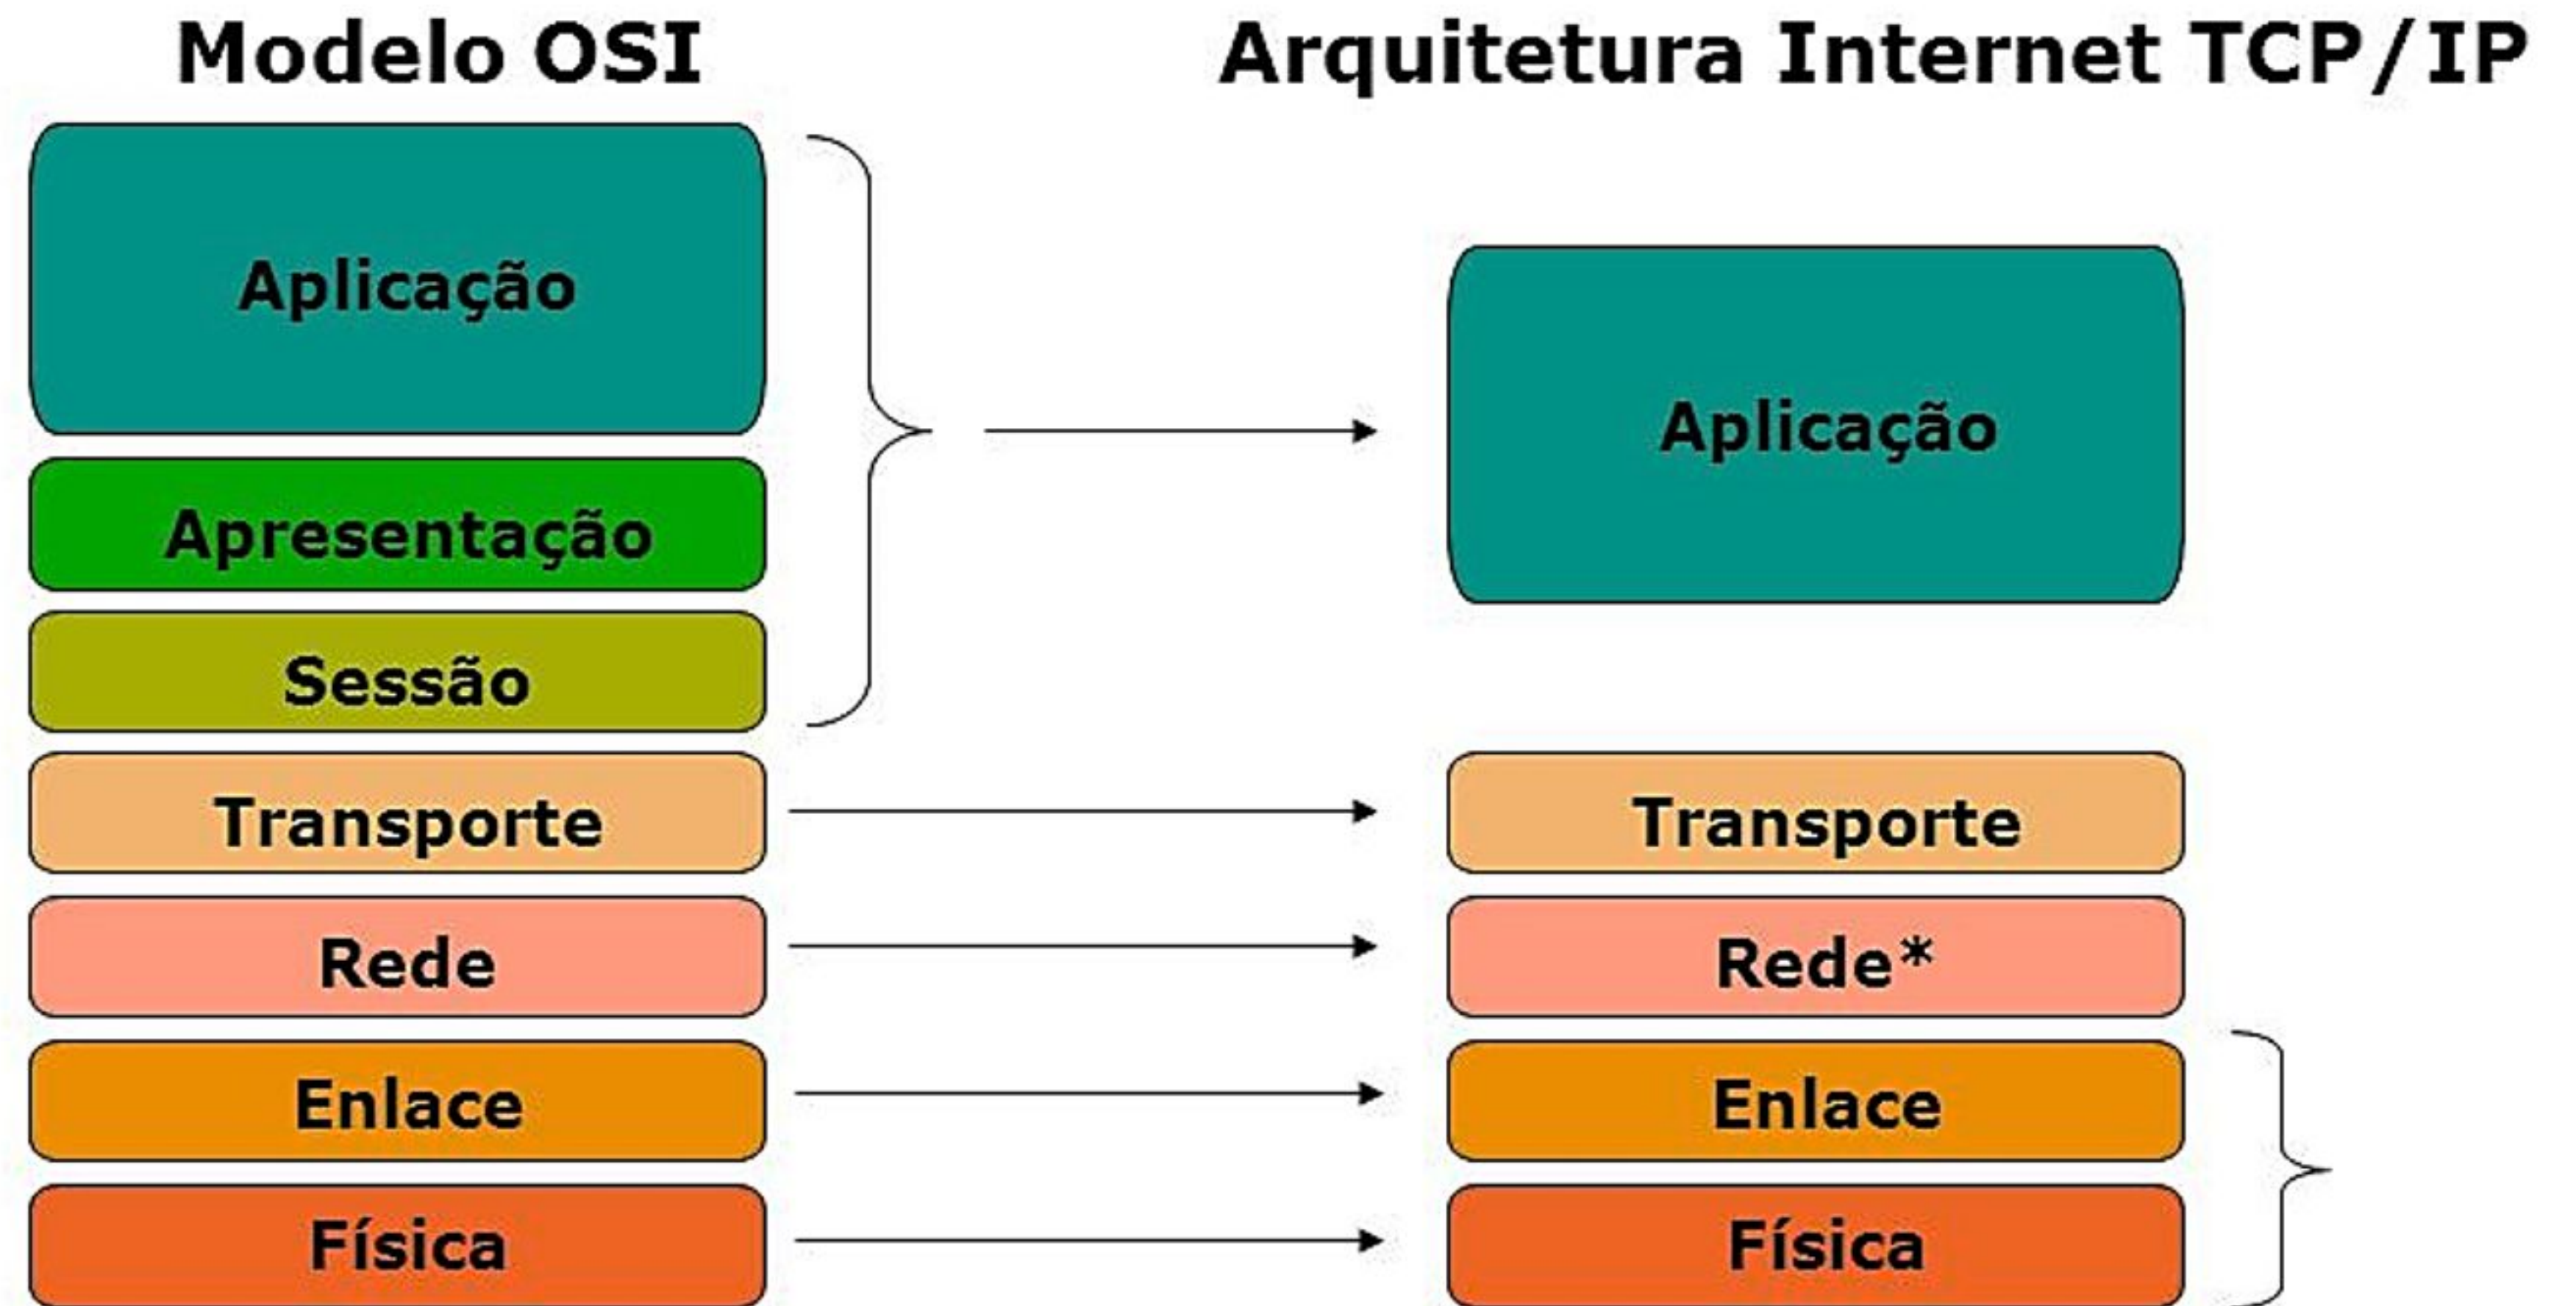 Modelo OSI
Arquitetura Internet TCP/IP
Aplicação
Apresentação
Sessão
Transporte
Rede
Enlace
Física
Aplicação
Transporte
Rede*
Enlace
Física